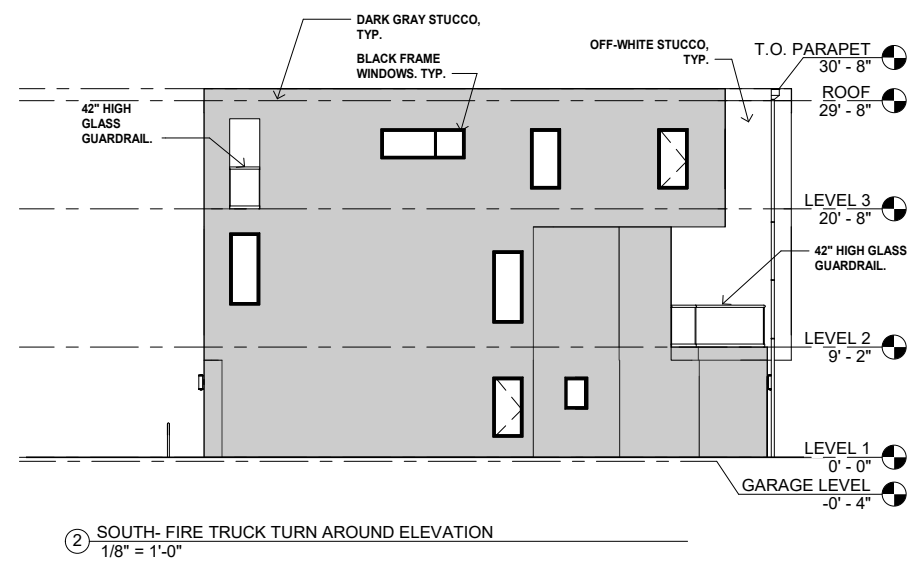 DARK GRAY STUCCO,
TYP.
BLACK FRAME
WINDOWS. TYP.
OFF-WHITE STUCCO,
TYP.
T.O. PARAPET
30' - 8"
ROOF
29' - 8"
42" HIGH
GLASS
GUARDRAIL.
LEVEL 3
20' - 8"
42" HIGH GLASS
GUARDRAIL.
LEVEL 2
9' - 2"
LEVEL 1
0' - 0"
GARAGE LEVEL
-0' - 4"
2
SOUTH- FIRE TRUCK TURN AROUND ELEVATION
1/8" = 1'-0"